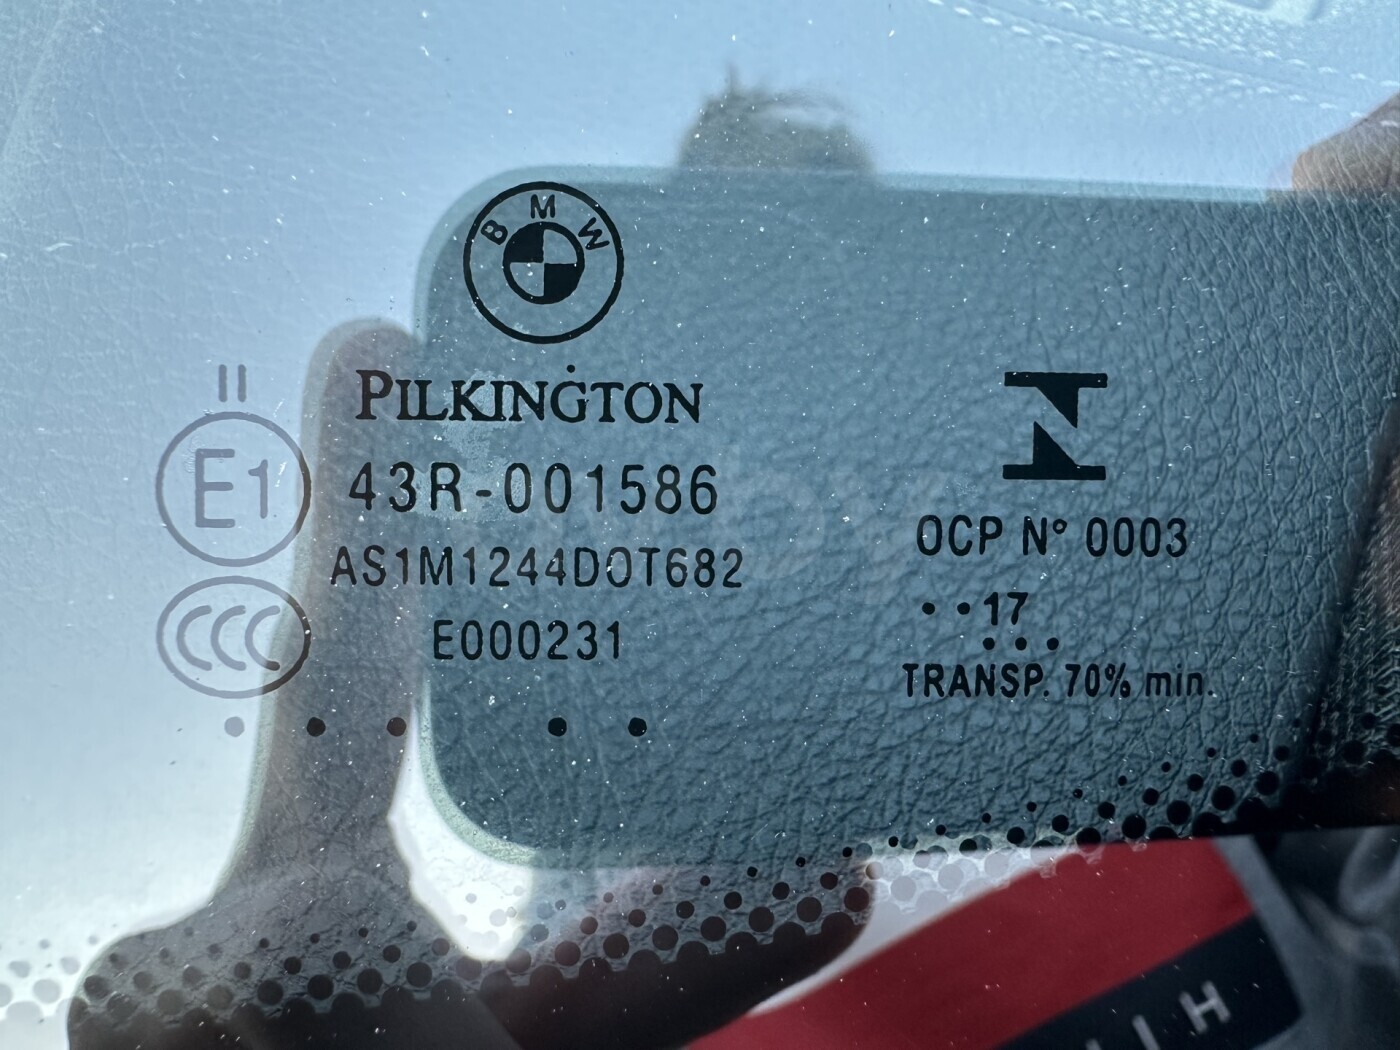 BMW
PILKINGTON
II
E1
43R-001586
AS1M1244DOT682
CCC
E000231
OCP N° 0003
..17
...
TRANSP. 70% min.